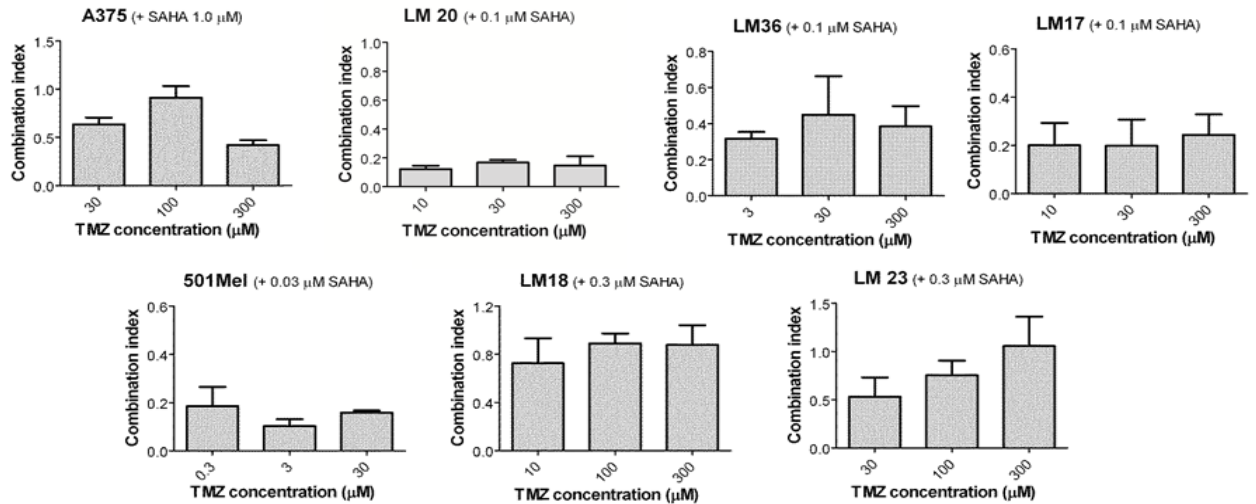 A375 (+ SAHA 1.0 μM)
Combination index
1.5
1.0
0.5
0.0
30
100
300
TMZ concentration (μM)
LM 20 (+ 0.1 μM SAHA)
Combination index
1.0
0.8
0.6
0.4
0.2
0.0
10
30
300
TMZ concentration (μM)
LM36 (+ 0.1 μM SAHA)
Combination index
0.8
0.6
0.4
0.2
0.0
3
30
300
TMZ concentration (μM)
LM17 (+ 0.1 μM SAHA)
Combination index
0.6
0.4
0.2
0.0
10
30
300
TMZ concentration (μM)
501Mel (+ 0.03 μM SAHA)
Combination index
0.6
0.4
0.2
0.0
0.3
3
30
TMZ concentration (μM)
LM18 (+ 0.3 μM SAHA)
Combination index
1.2
0.8
0.4
0.0
10
100
300
TMZ concentration (μM)
LM 23 (+ 0.3 μM SAHA)
Combination index
1.5
1.0
0.5
0.0
30
100
300
TMZ concentration (μM)